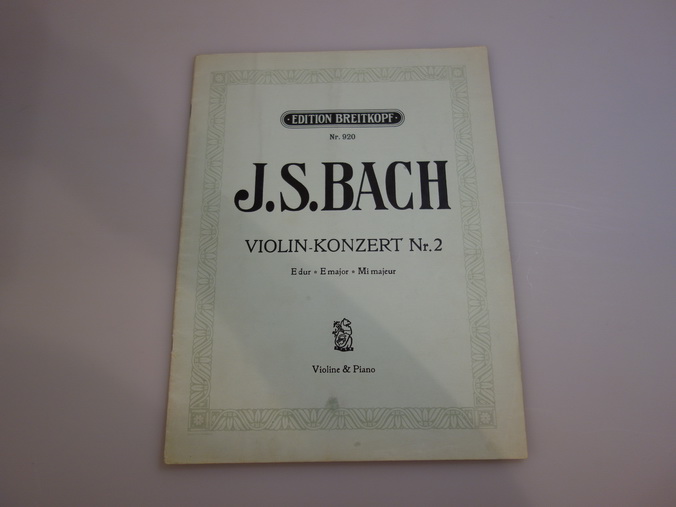 EDITION BREITKOPF
Nr. 920
J.S.BACH
VIOLIN-KONZERT Nr. 2
E dur • E major • Mi majeur
Violine & Piano